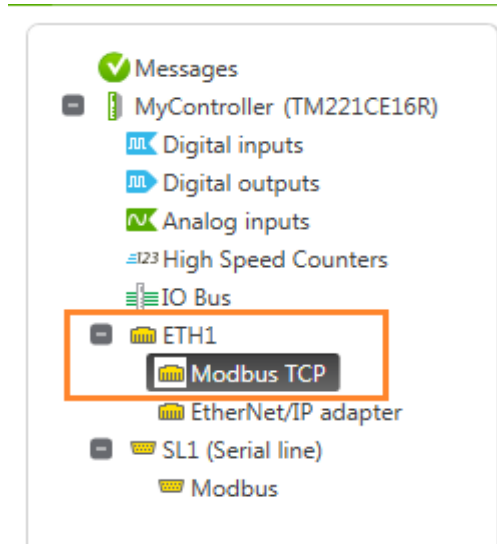 Messages
MyController (TM221CE16R)
Digital inputs
Digital outputs
Analog inputs
123 High Speed Counters
IO Bus
ETH1
Modbus TCP
EtherNet/IP adapter
SL1 (Serial line)
Modbus